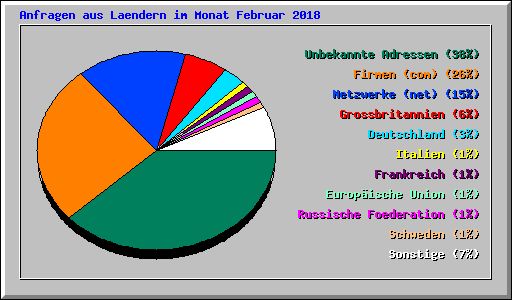 Anfragen aus Laendern im Monat Februar 2018
Unbekannte Adressen (38%)
Firmen (com) (26%)
Netzwerke (net) (15%)
Grossbritannien (6%)
Deutschland (3%)
Italien (1%)
Frankreich (1%)
Europäische Union (1%)
Russische Foederation (1%)
Schweden (1%)
Sonstige (7%)